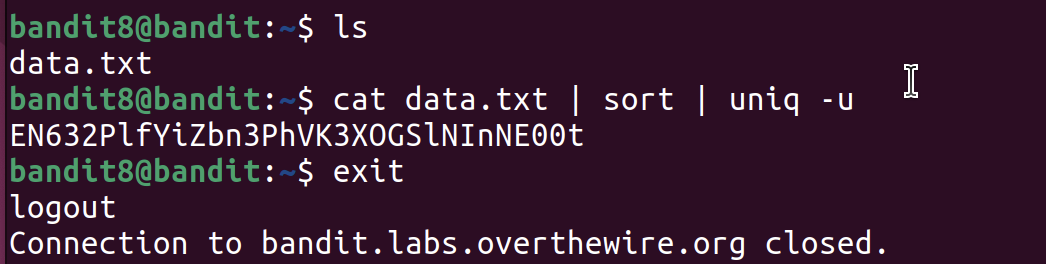 bandit8@bandit:~$ ls
data.txt
bandit8@bandit:~$ cat data.txt | sort | uniq -u
EN632PlfYiZbn3PhVK3XOGSlNInNE00t
bandit8@bandit:~$ exit
logout
Connection to bandit.labs.overthewire.org closed.